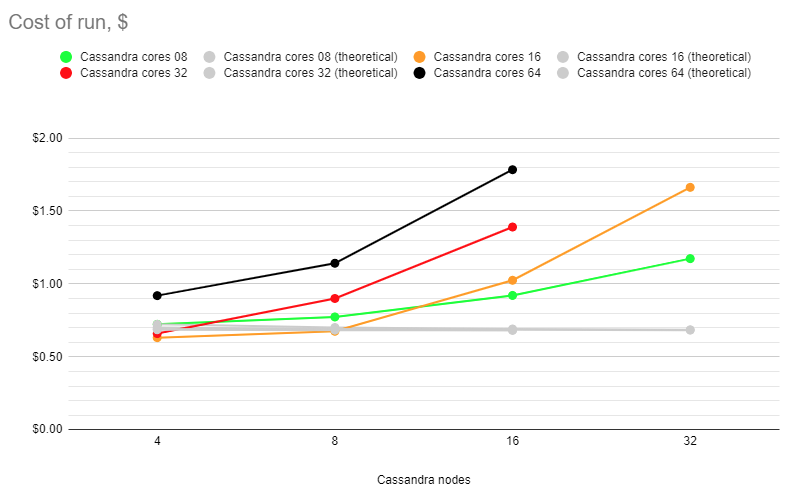 Cost of run, $
Cassandra cores 08 Cassandra cores 08 (theoretical) Cassandra cores 16 Cassandra cores 16 (theoretical)
Cassandra cores 32 Cassandra cores 32 (theoretical) Cassandra cores 64 Cassandra cores 64 (theoretical)
$2.00
$1.50
$1.00
$0.50
$0.00
4 8 16 32
Cassandra nodes